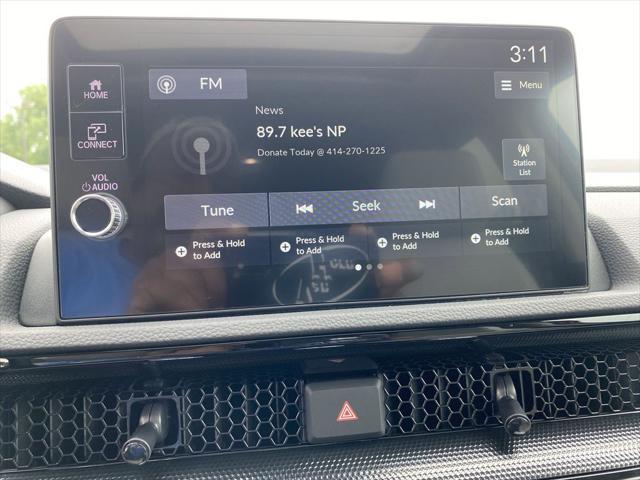 3:11
HOME
FM
Menu
News
89.7 kee's NP
Donate Today @ 414-270-1225
CONNECT
Station
List
VOL
AUDIO
Tune
Seek
Scan
Press & Hold
to Add
Press & Hold
to Add
Press & Hold
to Add
Press & Hold
to Add